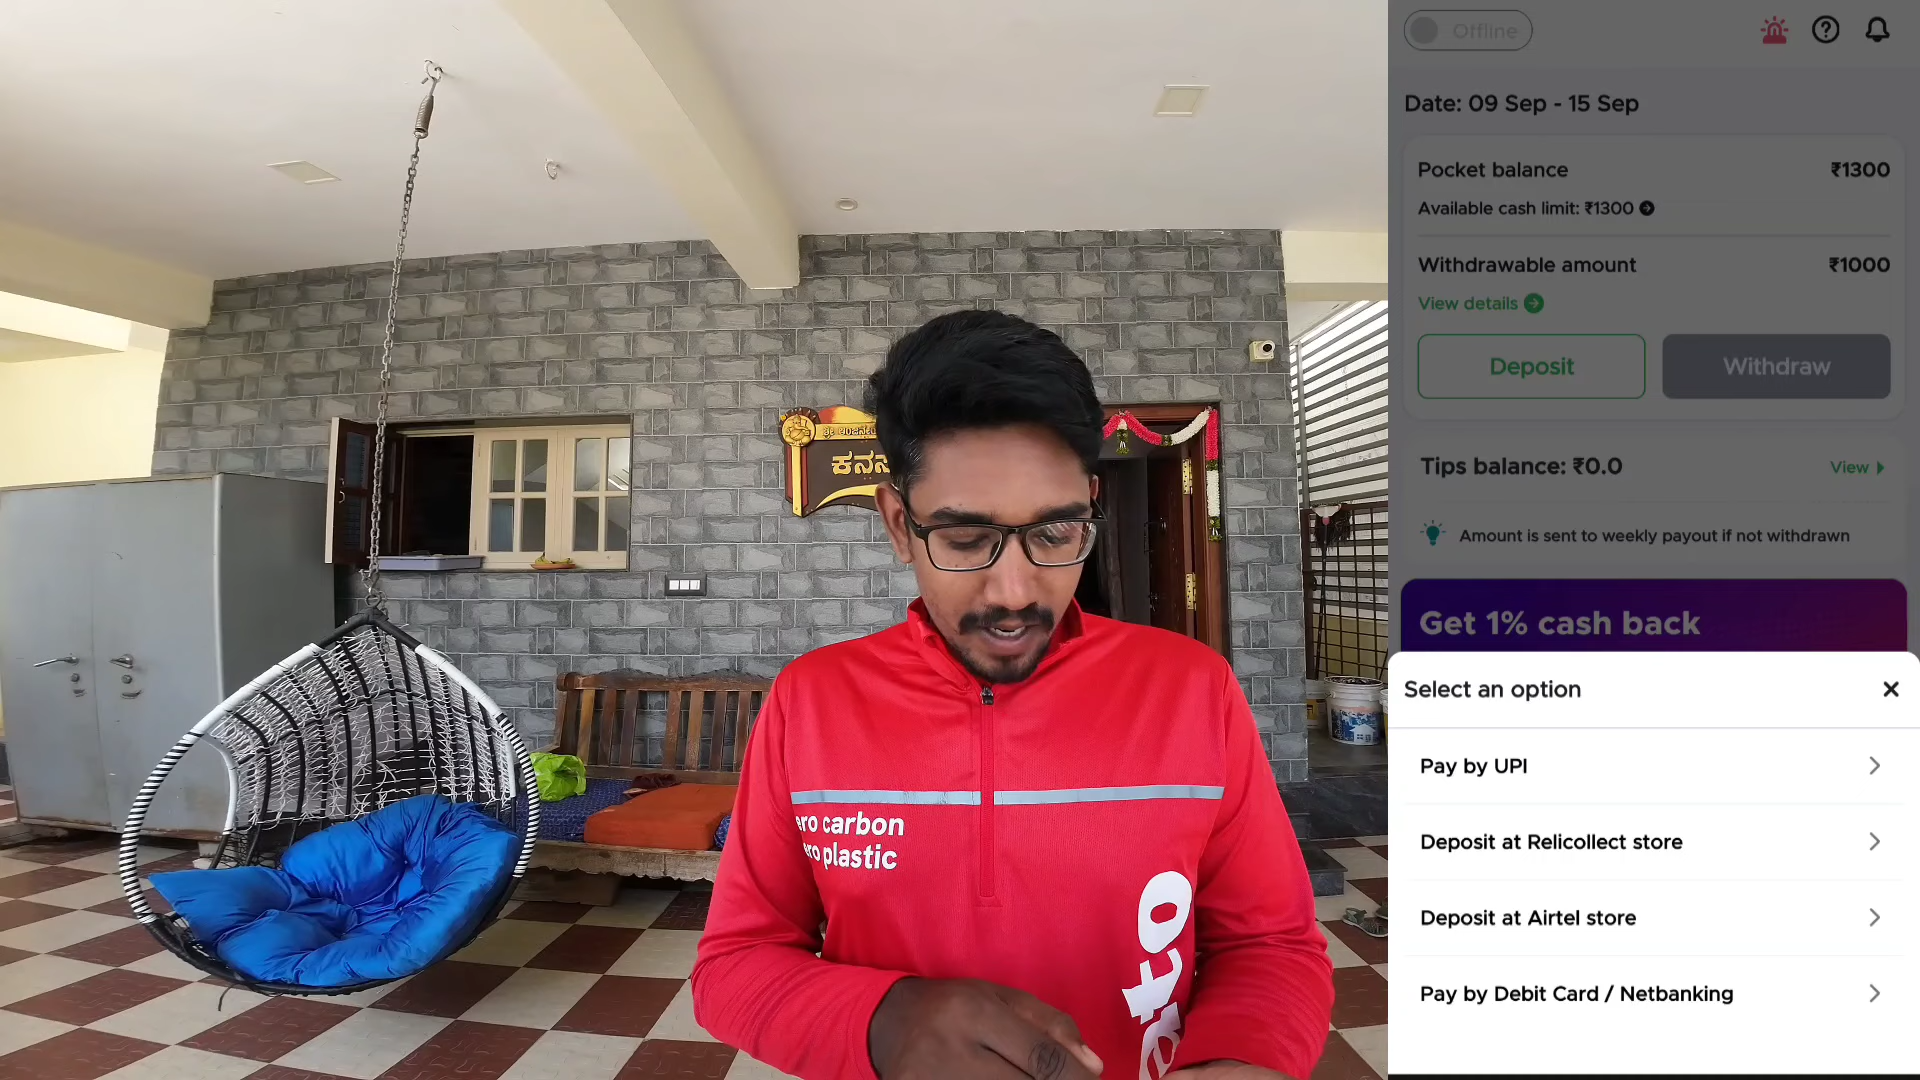 ಶ್ರೀ
ero carbon
ero plastic
ato
Offline
Date: 09 Sep - 15 Sep
Pocket balance ₹1300
Available cash limit: ₹1300
Withdrawable amount ₹1000
View details
Deposit Withdraw
Tips balance: ₹0.0 View
Amount is sent to weekly payout if not withdrawn
Get 1% cash back
Select an option
Pay by UPI
Deposit at Relicollect store
Deposit at Airtel store
Pay by Debit Card / Netbanking